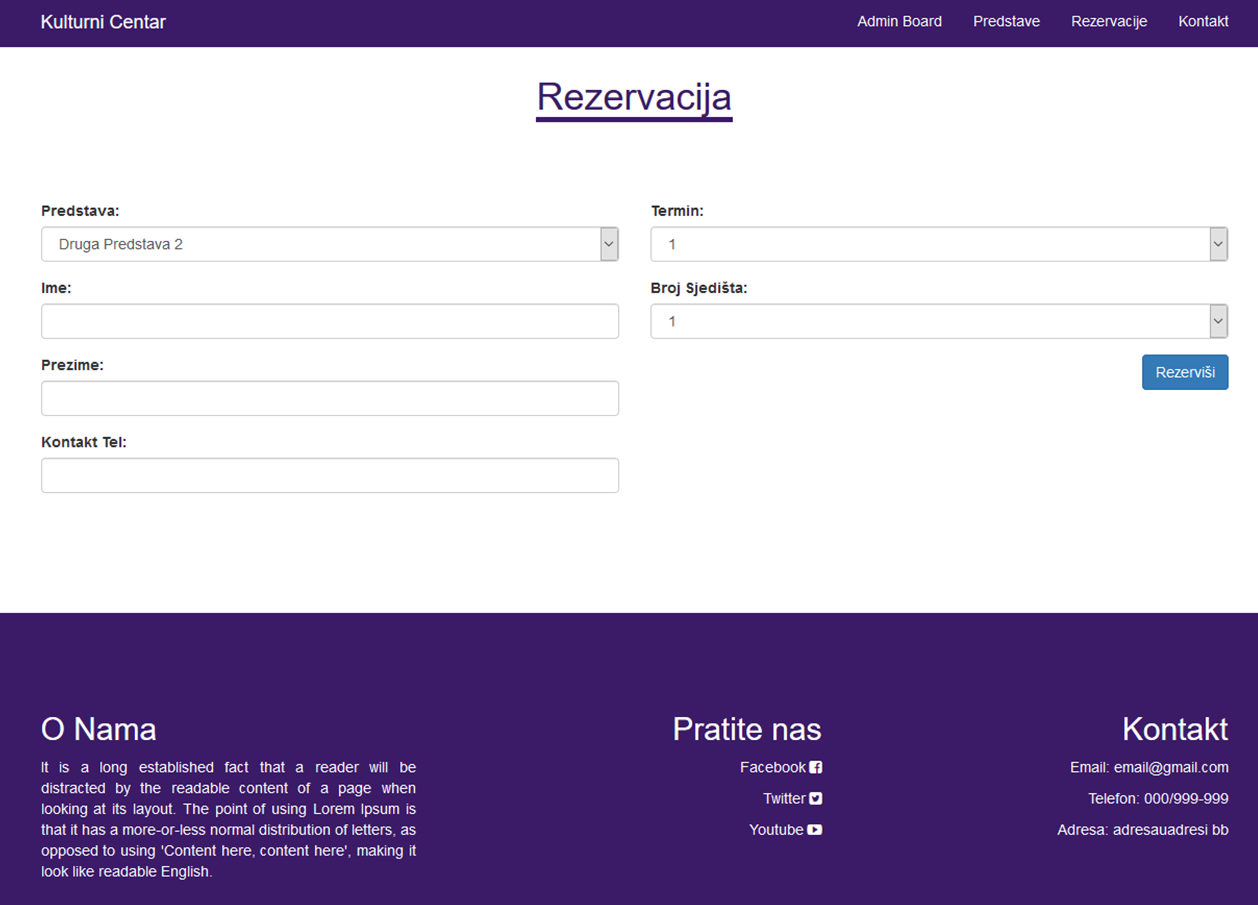 Kulturni Centar
Admin Board
Predstave
Rezervacije
Kontakt
Rezervacija
Predstava:
Druga Predstava 2
Ime:
Prezime:
Kontakt Tel:
Termin:
1
Broj Sjedišta:
1
Rezerviši
O Nama
It is a long established fact that a reader will be
distracted by the readable content of a page when
looking at its layout. The point of using Lorem Ipsum is
that it has a more-or-less normal distribution of letters, as
opposed to using 'Content here, content here', making it
look like readable English.
Pratite nas
Facebook
Twitter
Youtube
Kontakt
Email: email@gmail.com
Telefon: 000/999-999
Adresa: adresauadresi bb